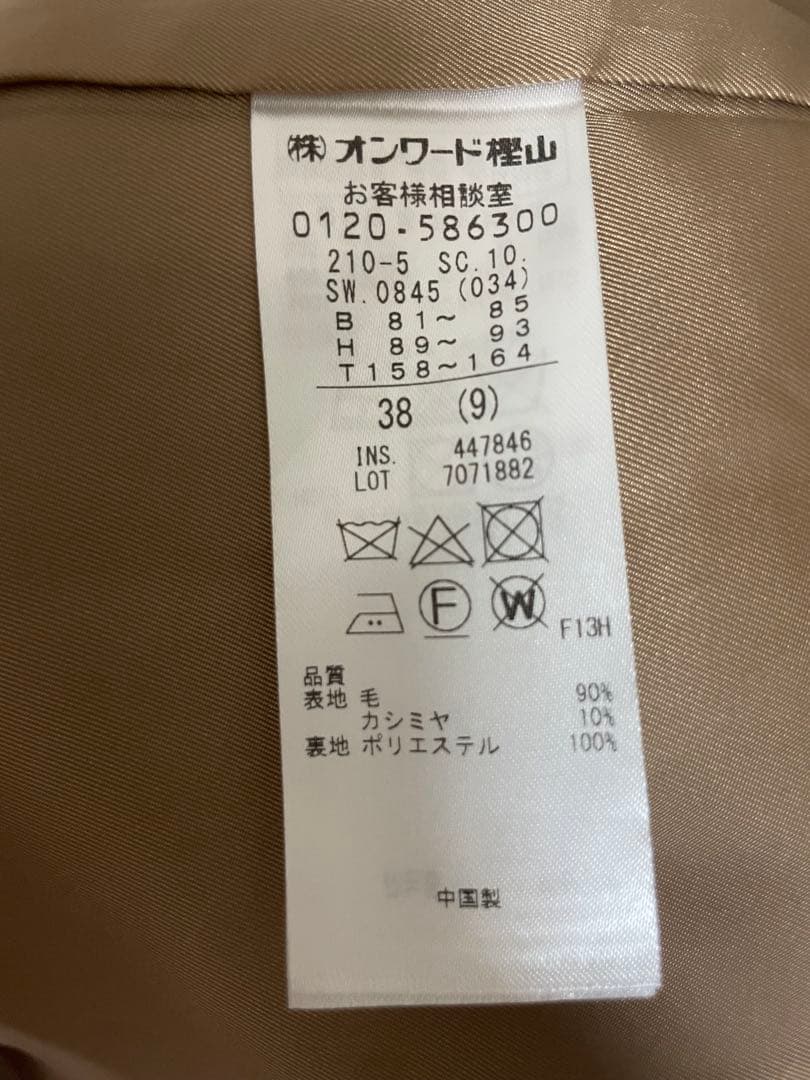 ㈱オンワード樫山
お客様相談室
0120-586300
210-5 SC.10.
SW.0845(034)
B 81～ 85
H 89～ 93
T158～164
38 (9)
INS. 447846
LOT 7071882
F W F13H
品質
表地 毛 90%
カシミヤ 10%
裏地 ポリエステル 100%
中国製